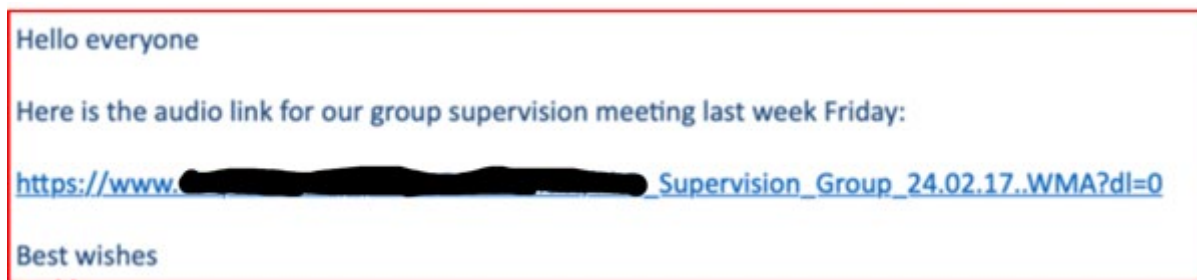 Hello everyone
Here is the audio link for our group supervision meeting last week Friday:
https://www. _Supervision_Group_24.02.17..WMA?dl=0
Best wishes